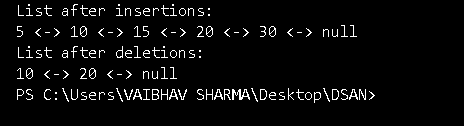 List after insertions:
5 <-> 10 <-> 15 <-> 20 <-> 30 <-> null
List after deletions:
10 <-> 20 <-> null
PS C:\Users\VAIBHAV SHARMA\Desktop\DSAN>